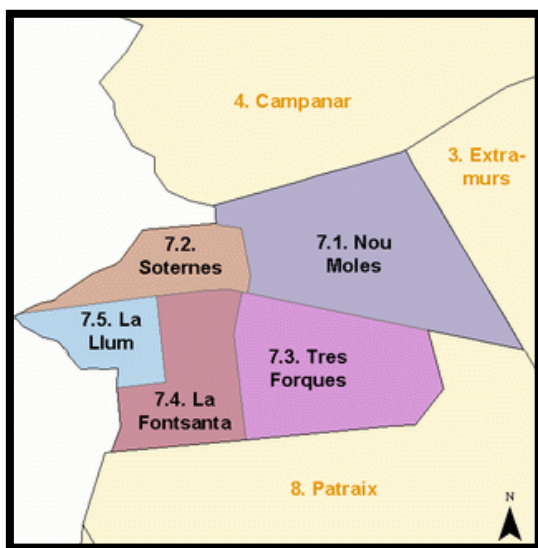 4. Campanar
3. Extra-
murs
7.2.
Soternes
7.1. Nou
Moles
7.5. La
Llum
7.3. Tres
Forques
7.4. La
Fontsanta
8. Patraix
N